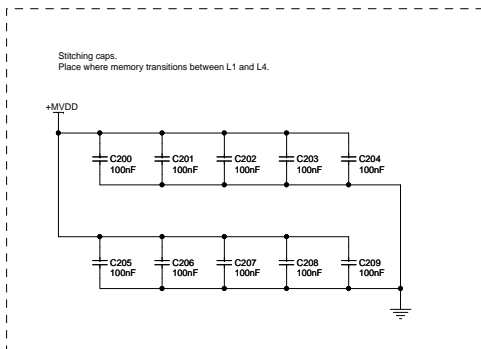 Stitching caps.
Place where memory transitions between L1 and L4.
+MVDD
C200 C201 C202 C203 C204
100nF 100nF 100nF 100nF 100nF
C205 C206 C207 C208 C209
100nF 100nF 100nF 100nF 100nF